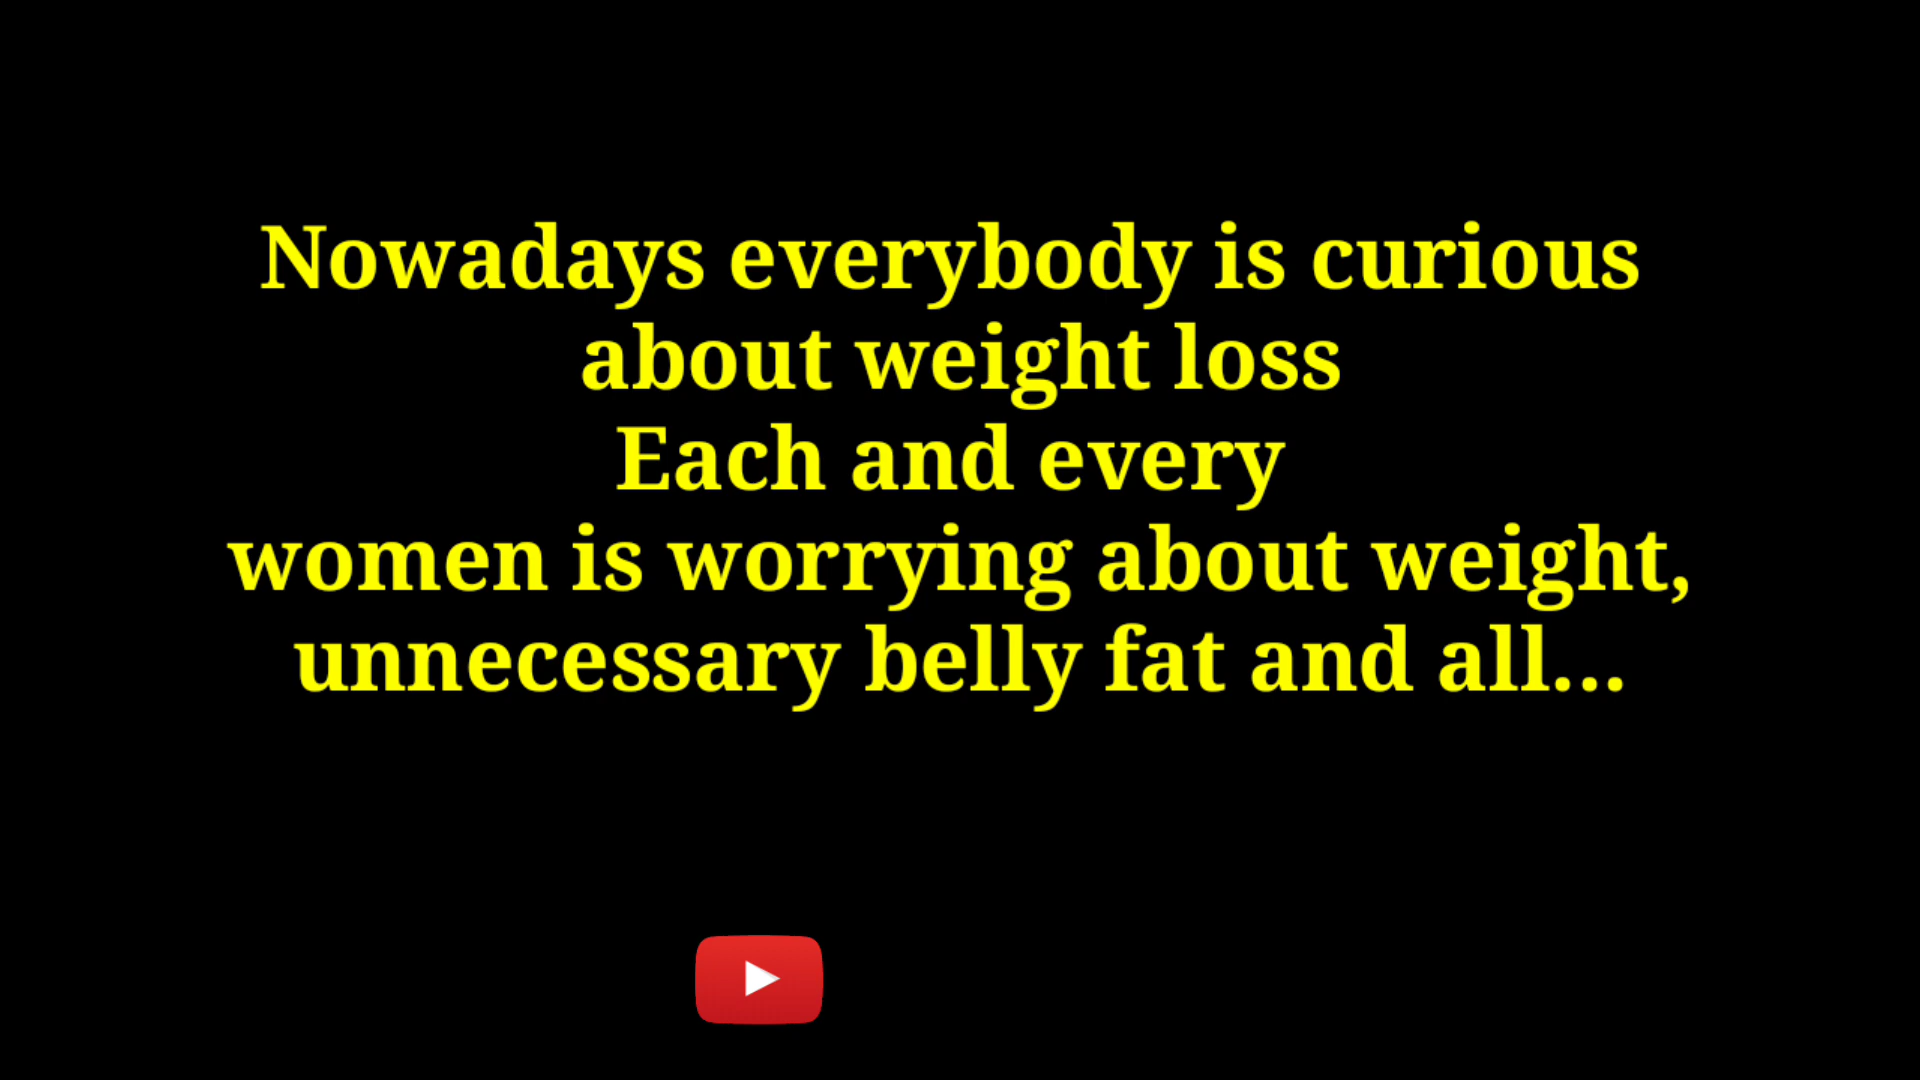 Nowadays everybody is curious
about weight loss
Each and every
women is worrying about weight,
unnecessary belly fat and all...